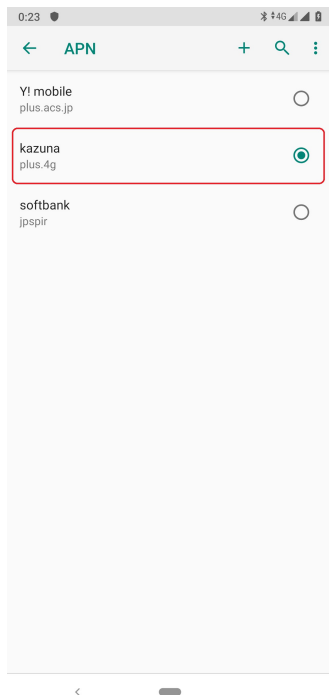 0:23
4G
APN
Y! mobile
plus.acs.jp
kazuna
plus.4g
softbank
jpspir